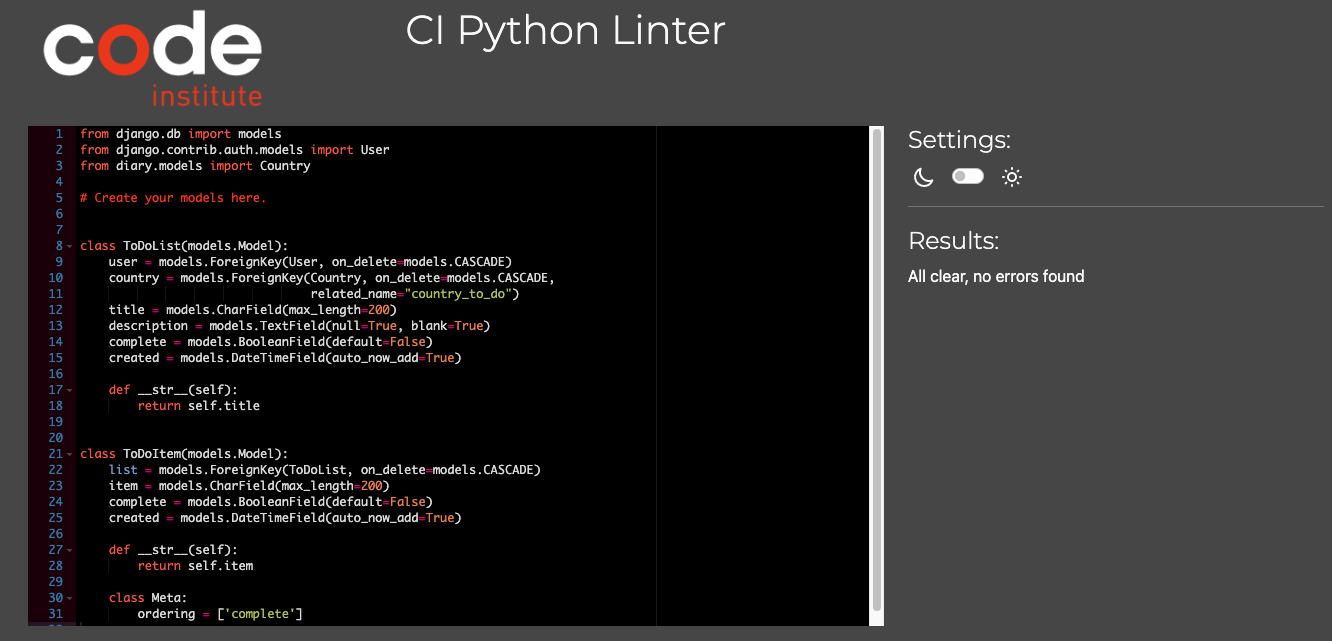 code
institute
CI Python Linter
1 from django.db import models
2 from django.contrib.auth.models import User
3 from diary.models import Country
4
5 # Create your models here.
6
7
8 class ToDoList(models.Model):
9     user = models.ForeignKey(User, on_delete=models.CASCADE)
10     country = models.ForeignKey(Country, on_delete=models.CASCADE,
11                                 related_name="country_to_do")
12     title = models.CharField(max_length=200)
13     description = models.TextField(null=True, blank=True)
14     complete = models.BooleanField(default=False)
15     created = models.DateTimeField(auto_now_add=True)
16
17     def __str__(self):
18         return self.title
19
20
21 class ToDoItem(models.Model):
22     list = models.ForeignKey(ToDoList, on_delete=models.CASCADE)
23     item = models.CharField(max_length=200)
24     complete = models.BooleanField(default=False)
25     created = models.DateTimeField(auto_now_add=True)
26
27     def __str__(self):
28         return self.item
29
30     class Meta:
31         ordering = ['complete']
Settings:
Results:
All clear, no errors found